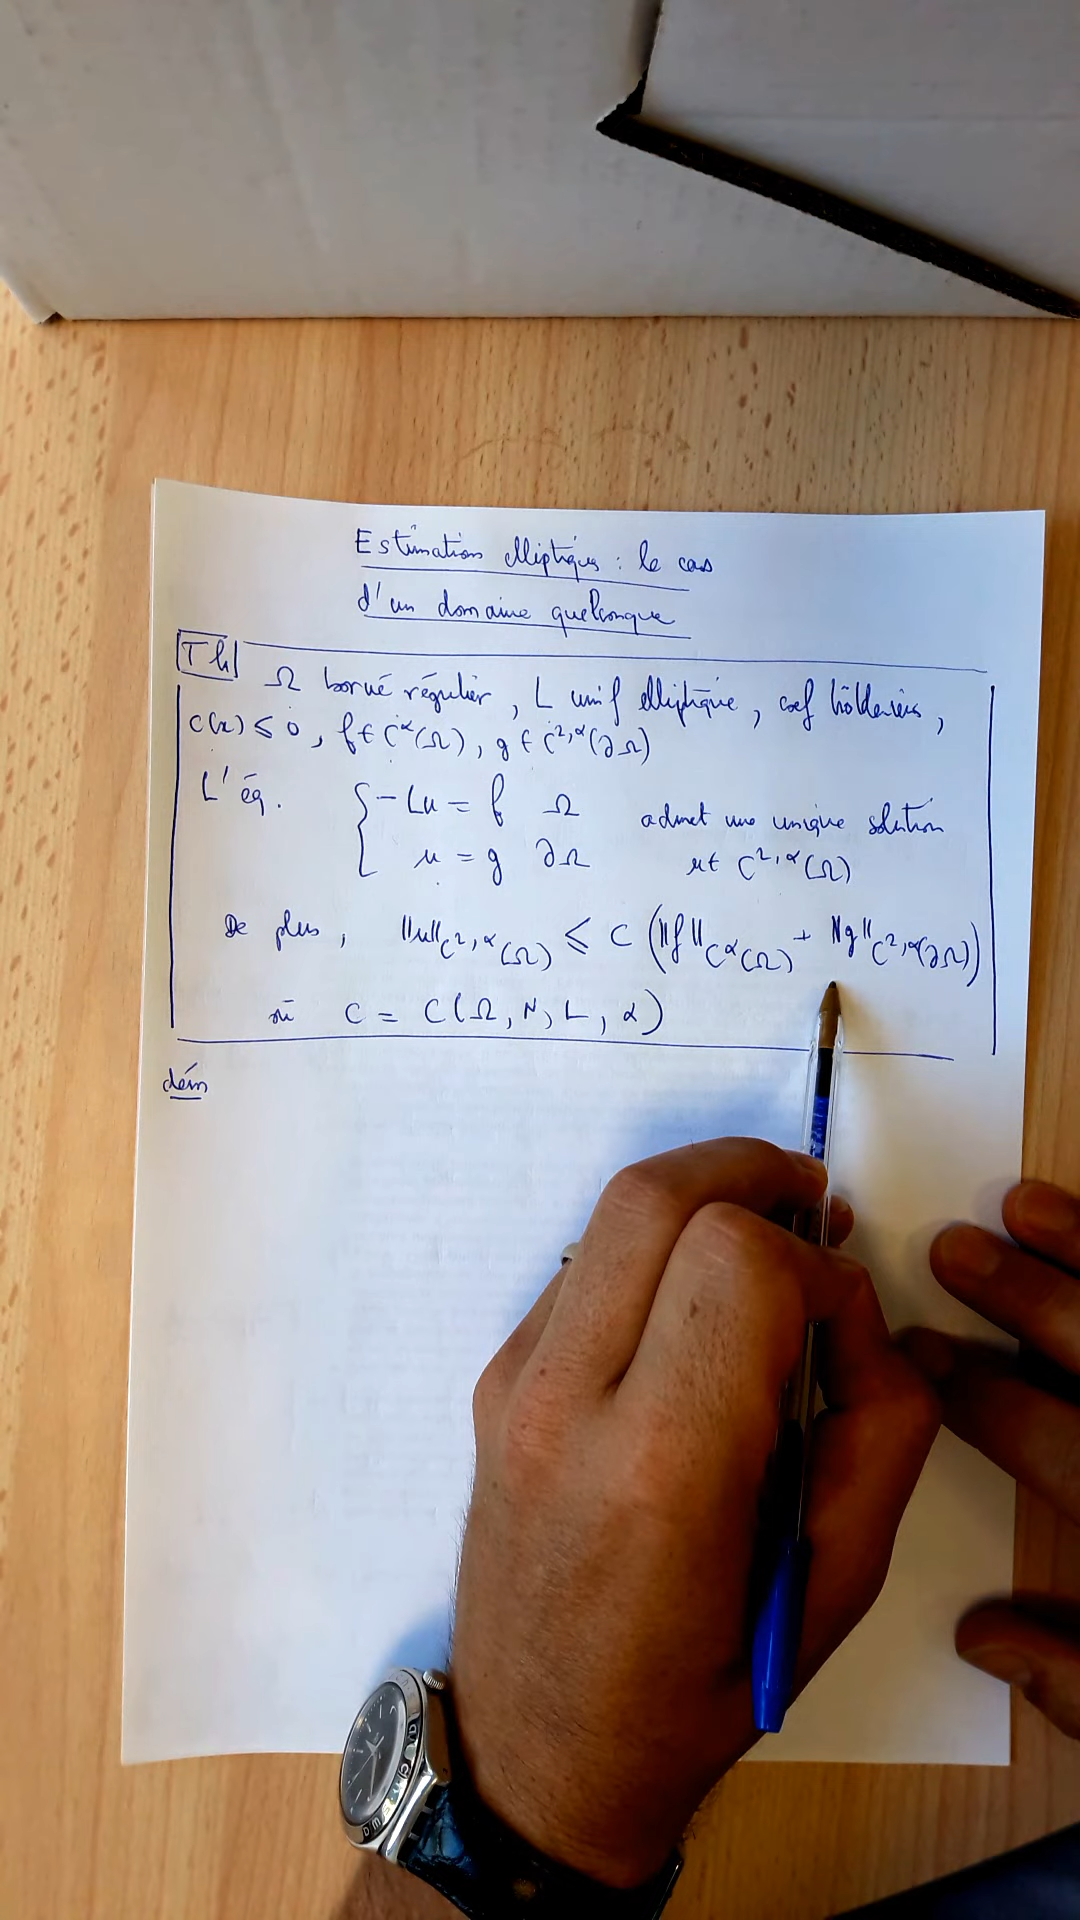 Estimations elliptiques : le cas
d'un domaine quelconque
Th
Ω borné régulier, L unif elliptique, coef höldériens,
c(x) ≤ 0, f ∈ C^α(Ω), g ∈ C^{2,α}(∂Ω)
L'éq. { -Lu = f Ω admet une unique solution
u = g ∂Ω u ∈ C^{2,α}(Ω)
De plus, ||u||_{C^{2,α}(Ω)} ≤ C (||f||_{C^α(Ω)} + ||g||_{C^{2,α}(∂Ω)})
où C = C(Ω, N, L, α)
dém